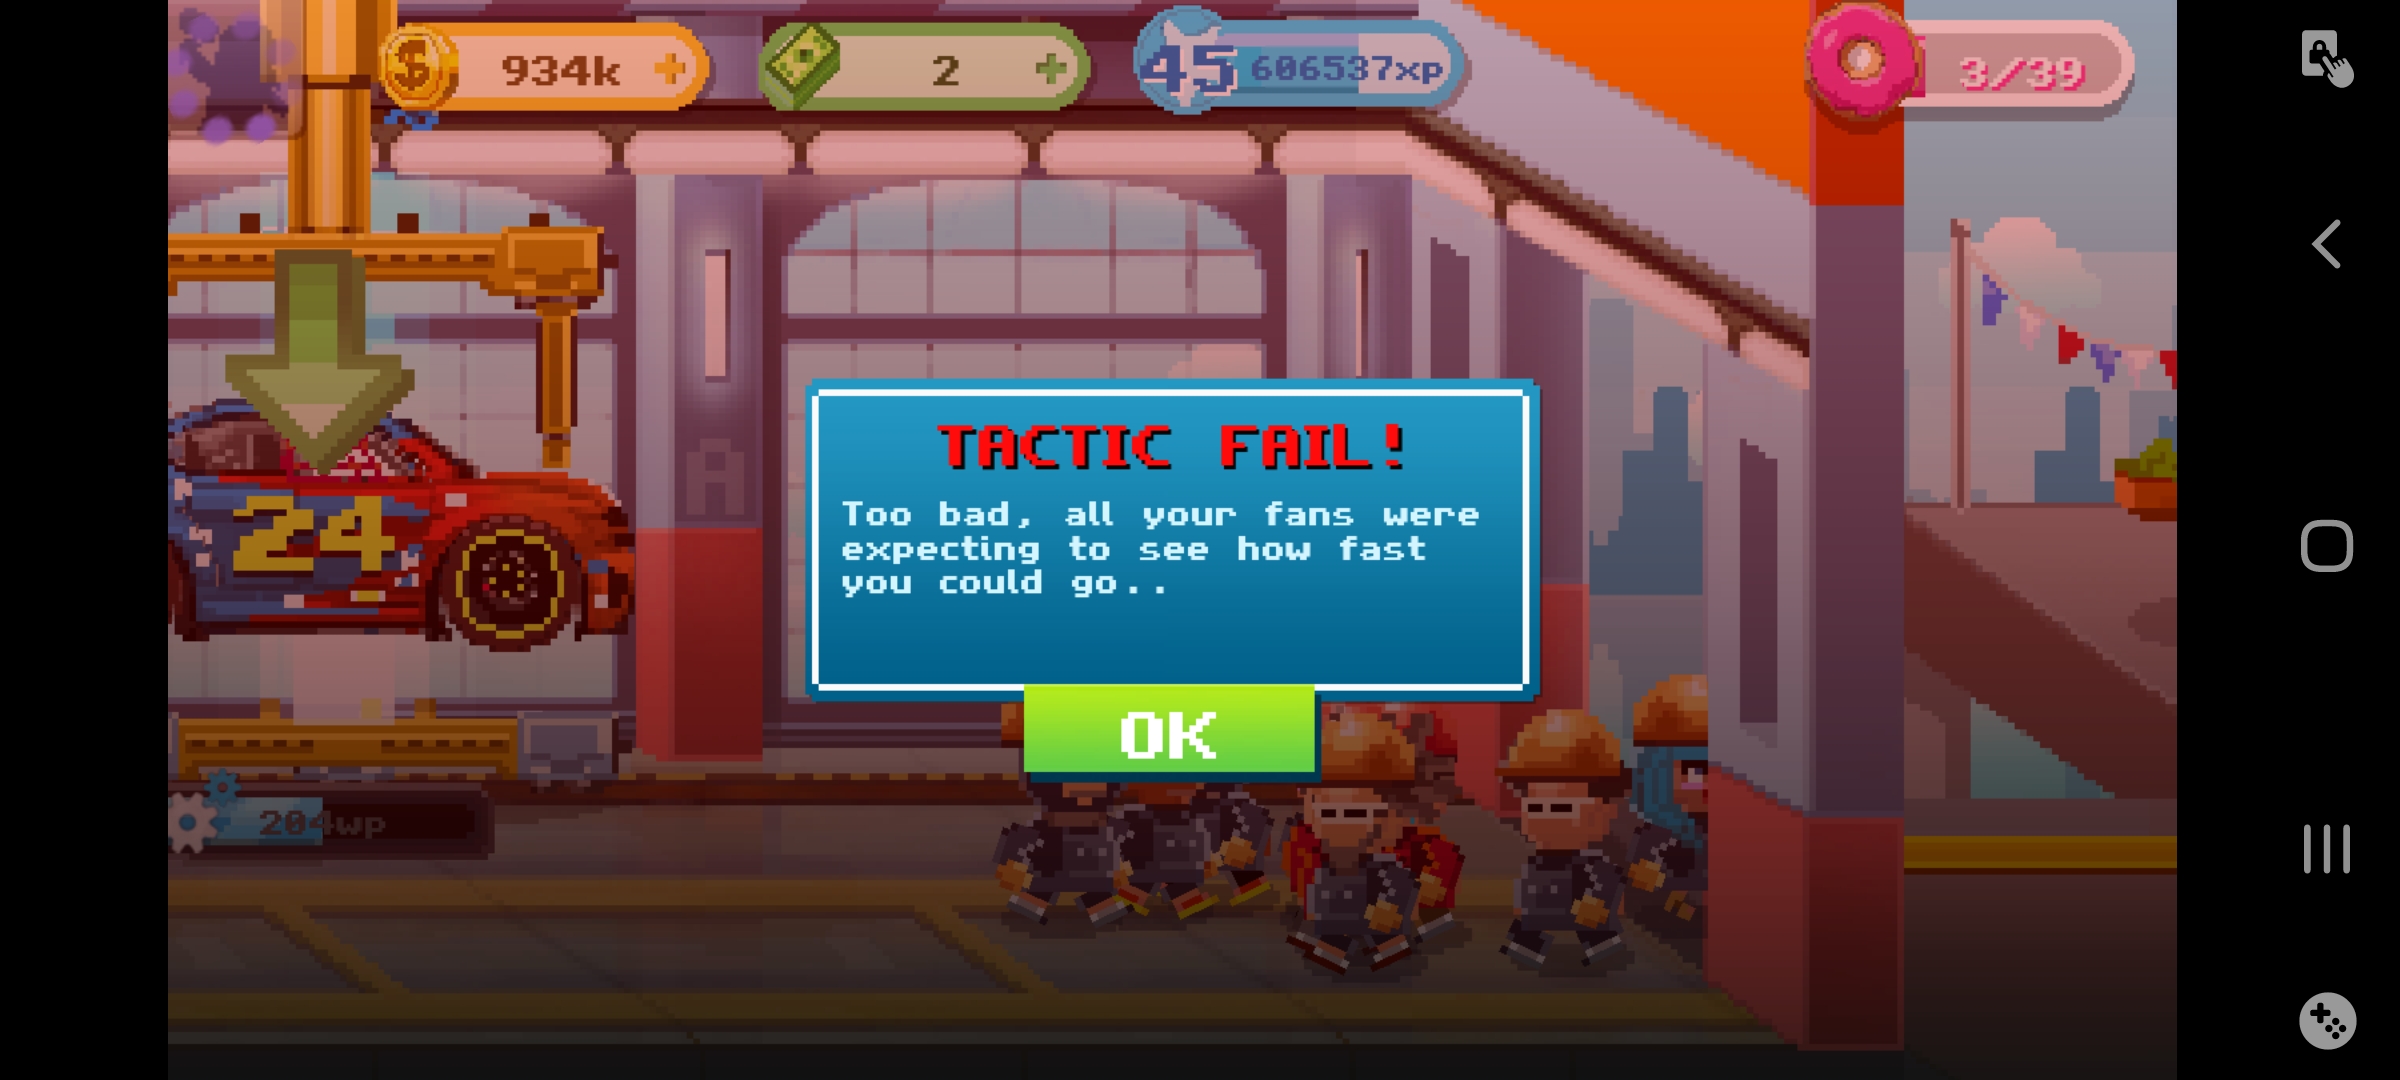 934k
2
45
606537xp
3/39
TACTIC FAIL!
Too bad, all your fans were
expecting to see how fast
you could go..
OK
24
A
204wp